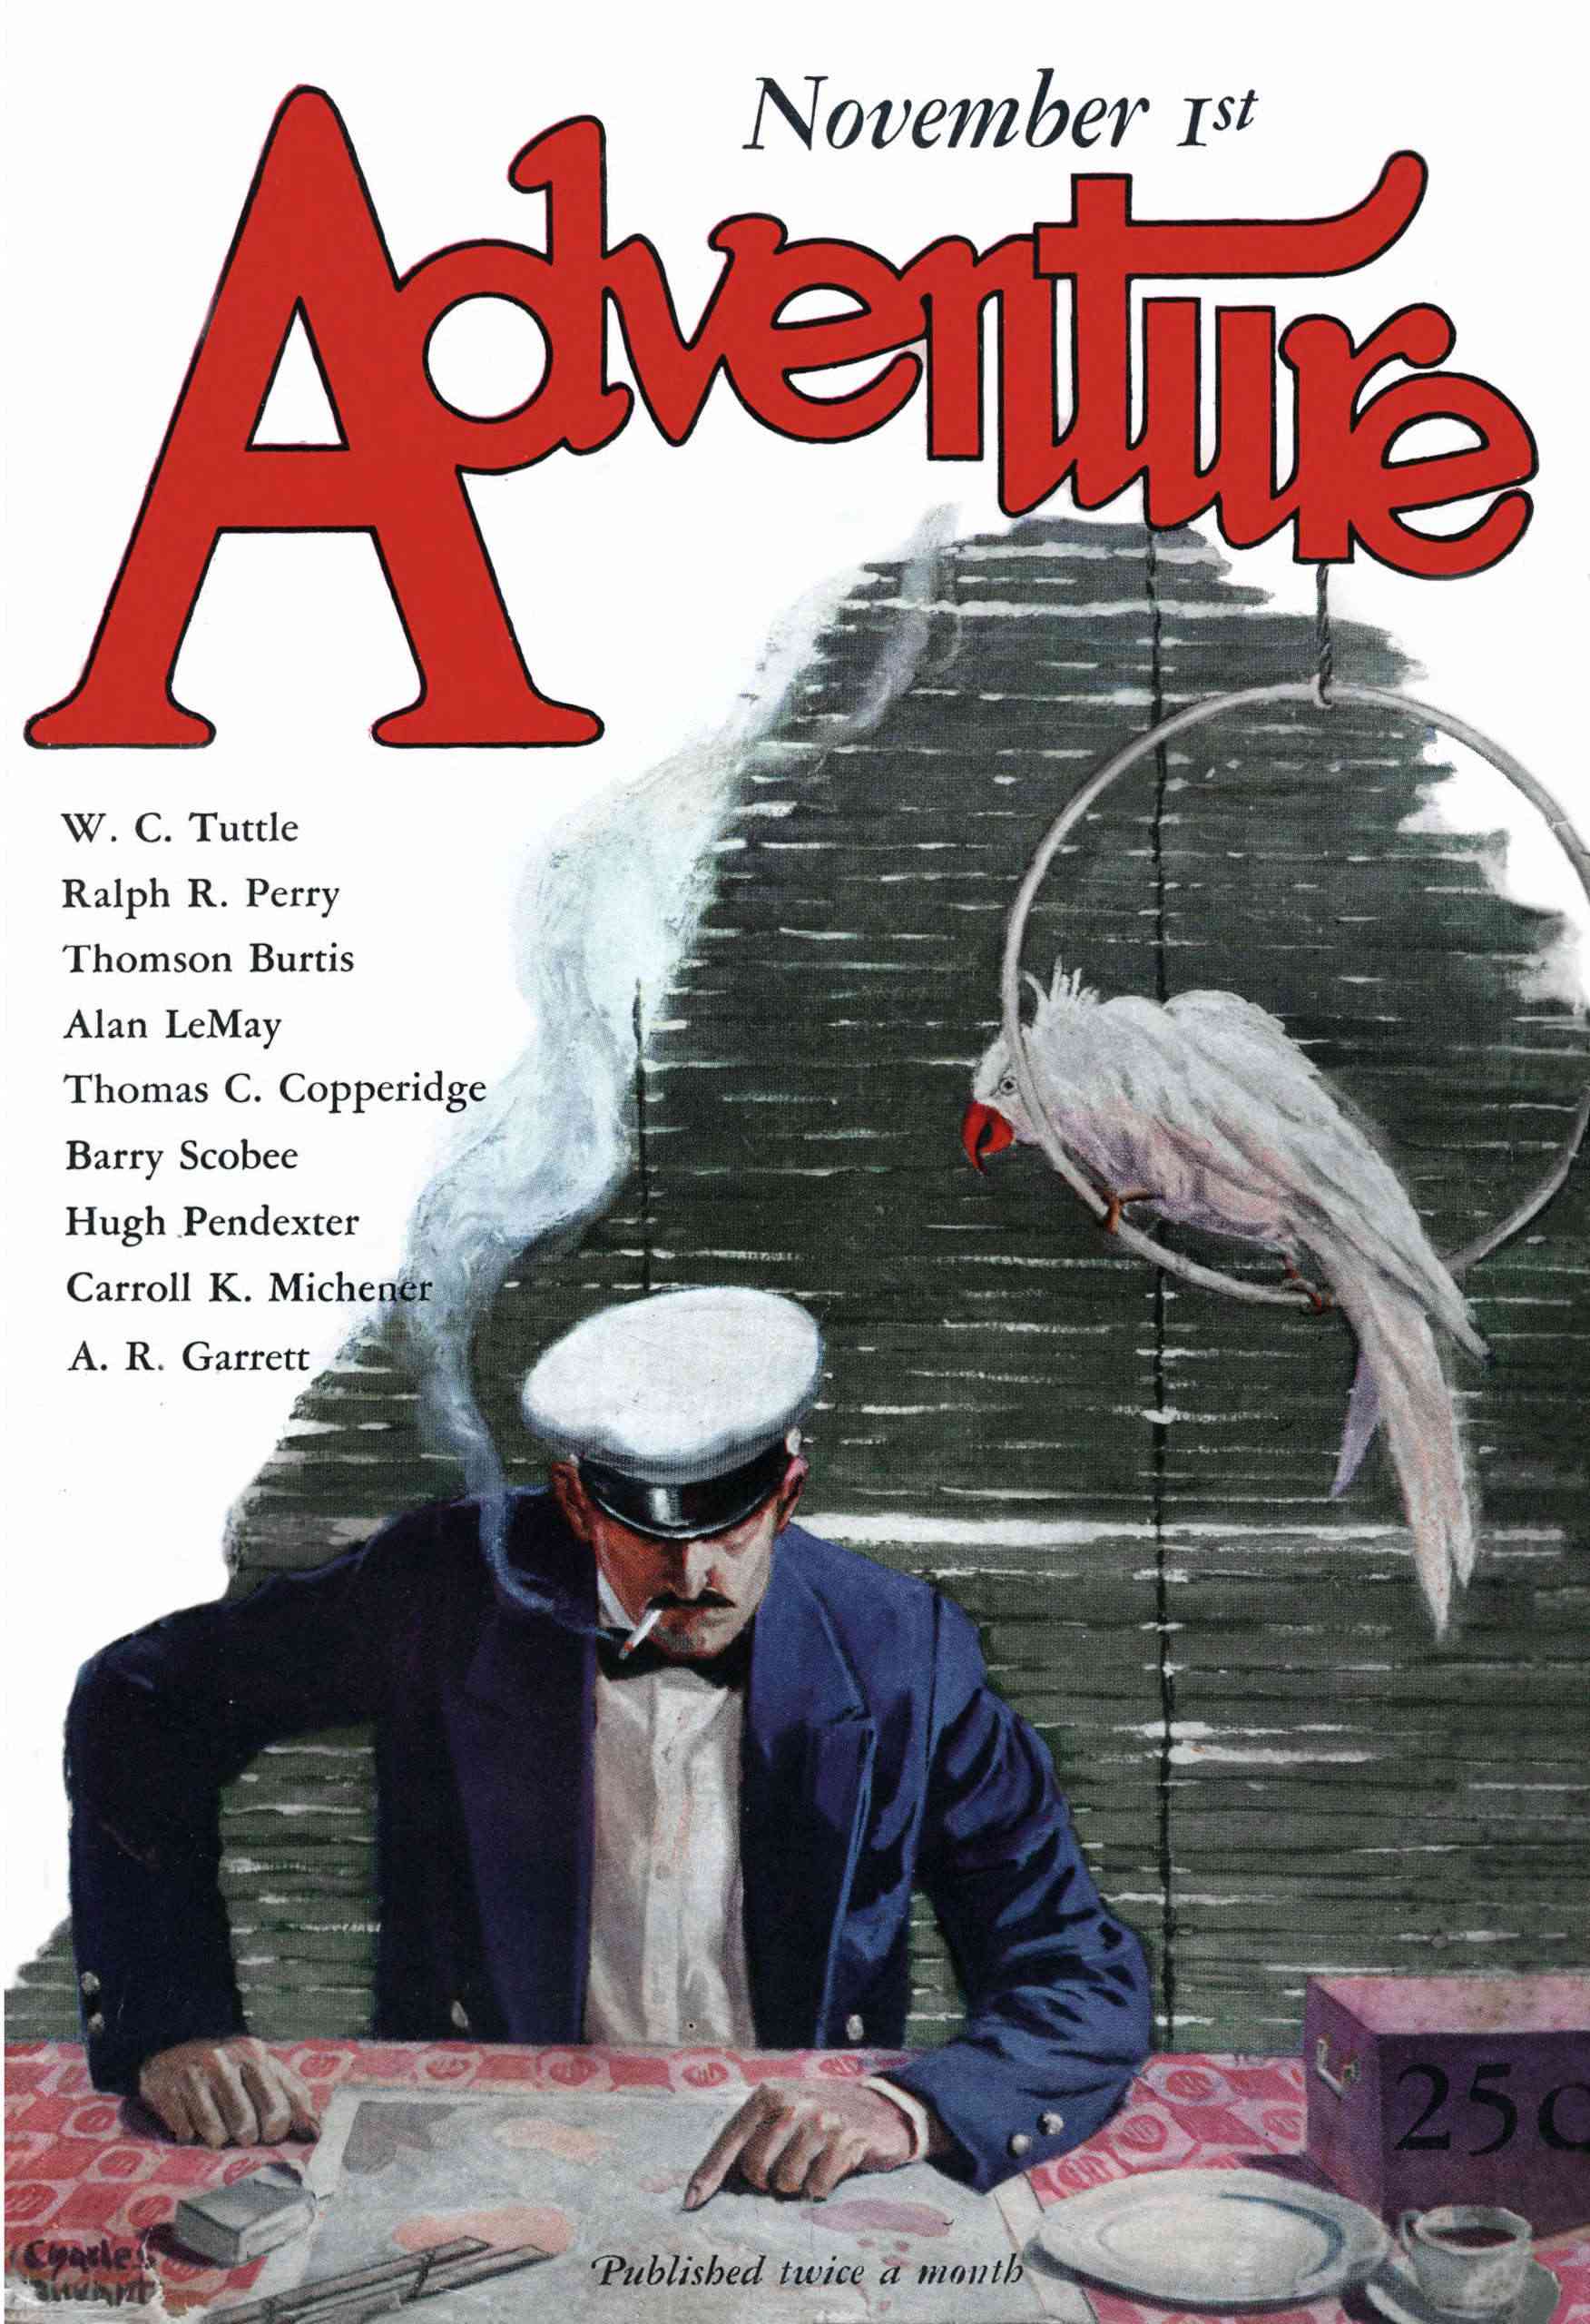 November 1st
Adventure
W. C. Tuttle
Ralph R. Perry
Thomson Burtis
Alan LeMay
Thomas C. Copperidge
Barry Scobee
Hugh Pendexter
Carroll K. Michener
A. R. Garrett
25c
Charles
Published twice a month